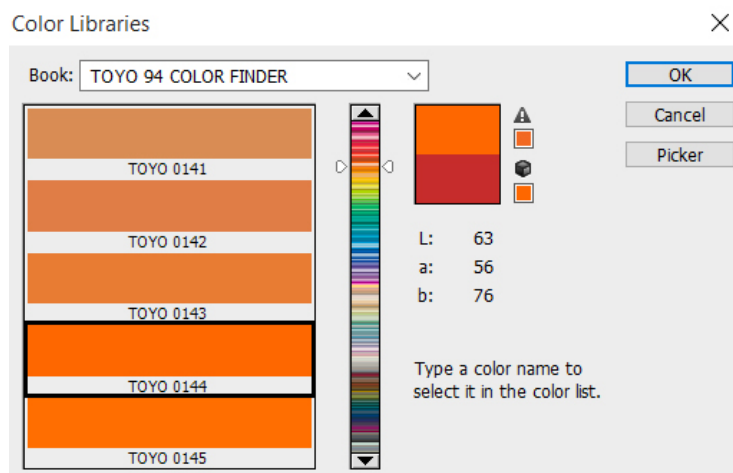 Color Libraries
Book: TOYO 94 COLOR FINDER
OK
Cancel
Picker
TOYO 0141
TOYO 0142
TOYO 0143
TOYO 0144
TOYO 0145
L: 63
a: 56
b: 76
Type a color name to
select it in the color list.